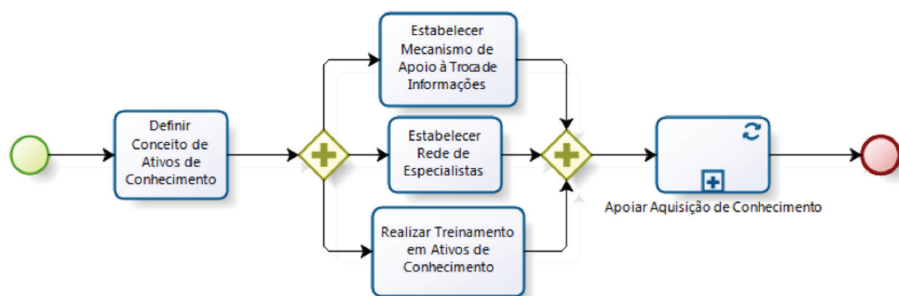 Estabelecer
Mecanismo de
Apoio à Troca de
Informações
Definir
Conceito de
Ativos de
Conhecimento
Estabelecer
Rede de
Especialistas
Realizar Treinamento
em Ativos de
Conhecimento
Apoiar Aquisição de Conhecimento